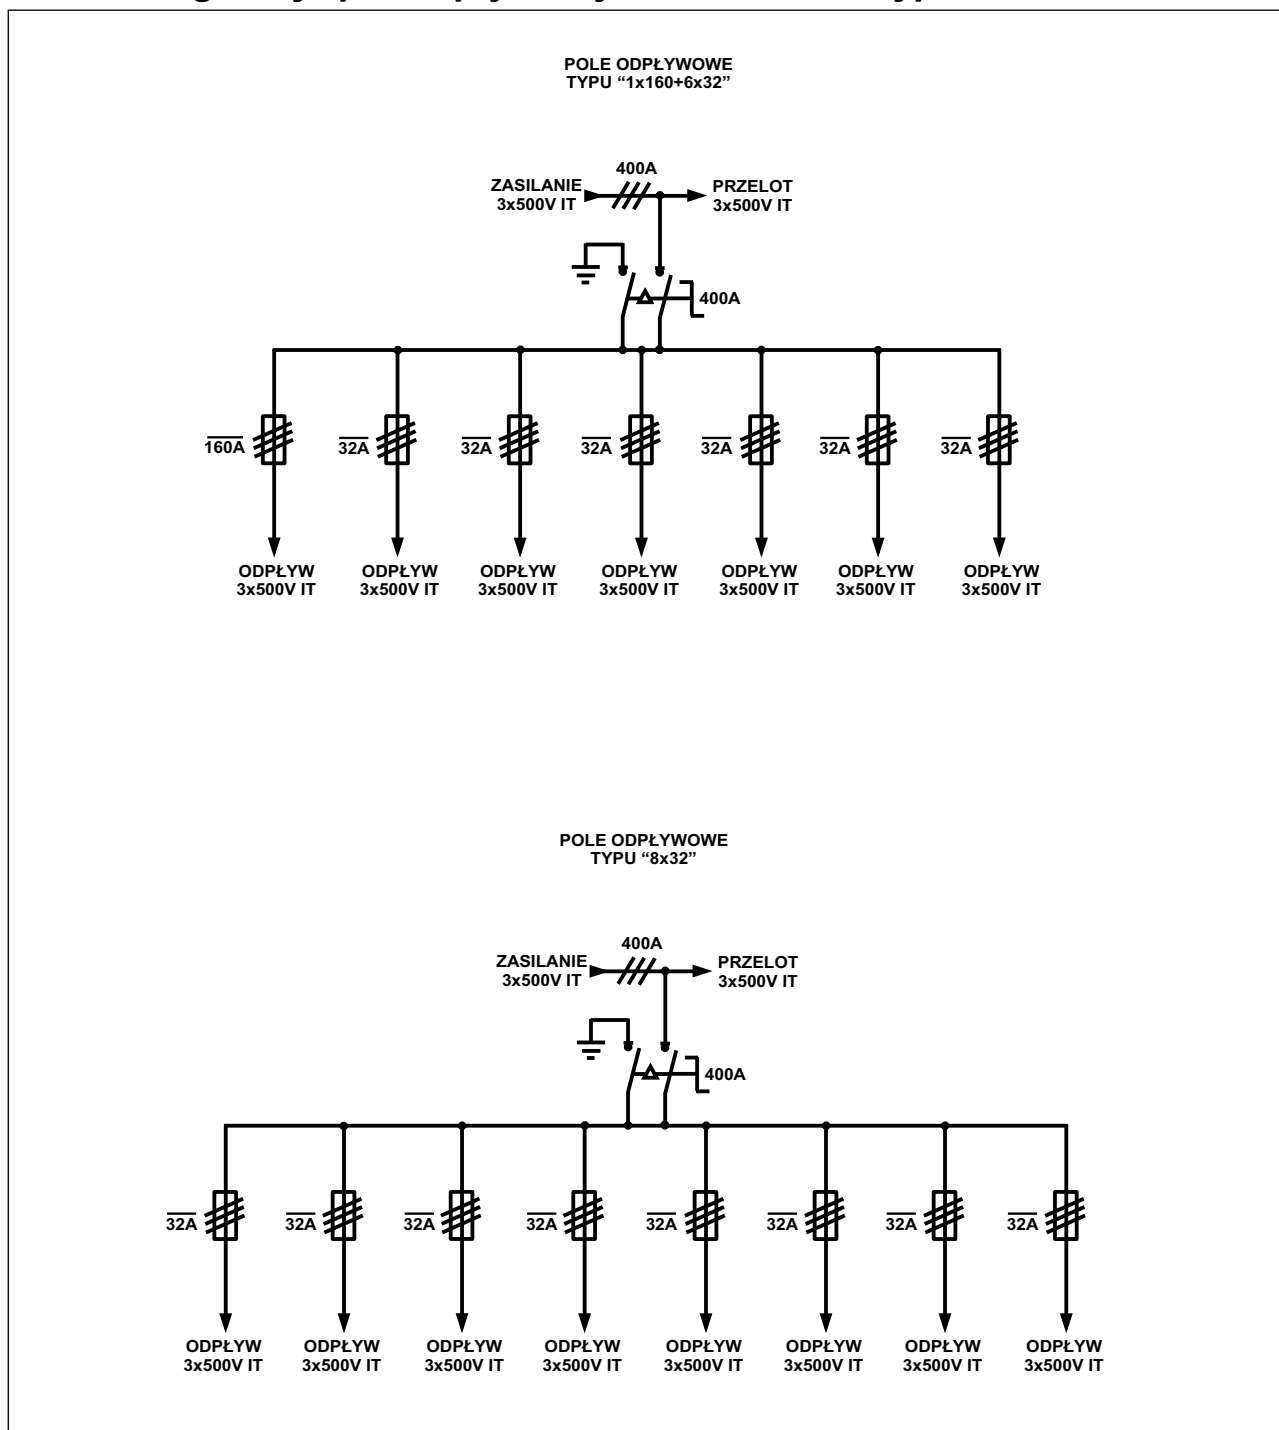 POLE ODPŁYWOWE
TYPU “1x160+6x32”
400A
ZASILANIE
3x500V IT
PRZELOT
3x500V IT
400A
160A
32A
32A
32A
32A
32A
32A
ODPŁYW
3x500V IT
ODPŁYW
3x500V IT
ODPŁYW
3x500V IT
ODPŁYW
3x500V IT
ODPŁYW
3x500V IT
ODPŁYW
3x500V IT
ODPŁYW
3x500V IT
POLE ODPŁYWOWE
TYPU “8x32”
400A
ZASILANIE
3x500V IT
PRZELOT
3x500V IT
400A
32A
32A
32A
32A
32A
32A
32A
32A
ODPŁYW
3x500V IT
ODPŁYW
3x500V IT
ODPŁYW
3x500V IT
ODPŁYW
3x500V IT
ODPŁYW
3x500V IT
ODPŁYW
3x500V IT
ODPŁYW
3x500V IT
ODPŁYW
3x500V IT